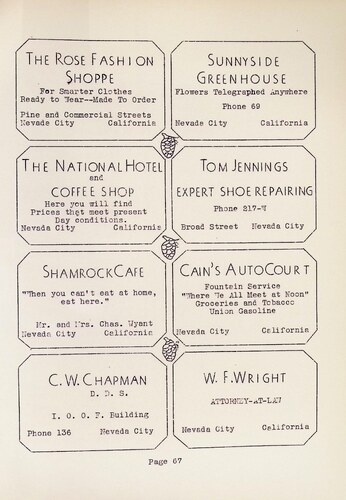 THE ROSE FASHION
SHOPPE
For Smarter Clothes
Ready to Wear--Made To Order
Pine and Commercial Streets
Nevada City California
SUNNYSIDE
GREENHOUSE
Flowers Telegraphed Anywhere
Phone 69
Nevada City California
THE NATIONAL HOTEL
and
COFFEE SHOP
Here you will find
Prices that meet present
Day conditions.
Nevada City California
TOM JENNINGS
EXPERT SHOE REPAIRING
Phone 217-W
Broad Street Nevada City
SHAMROCK CAFE
"When you can't eat at home,
eat here."
Mr. and Mrs. Chas. Wyant
Nevada City California
CAIN'S AUTO COURT
Fountain Service
"Where We All Meet at Noon"
Groceries and Tobacco
Union Gasoline
Nevada City California
C. W. CHAPMAN
D. D. S.
I. O. O. F. Building
Phone 136 Nevada City
W. F. WRIGHT
ATTORNEY-AT-LAW
Nevada City California
Page 67